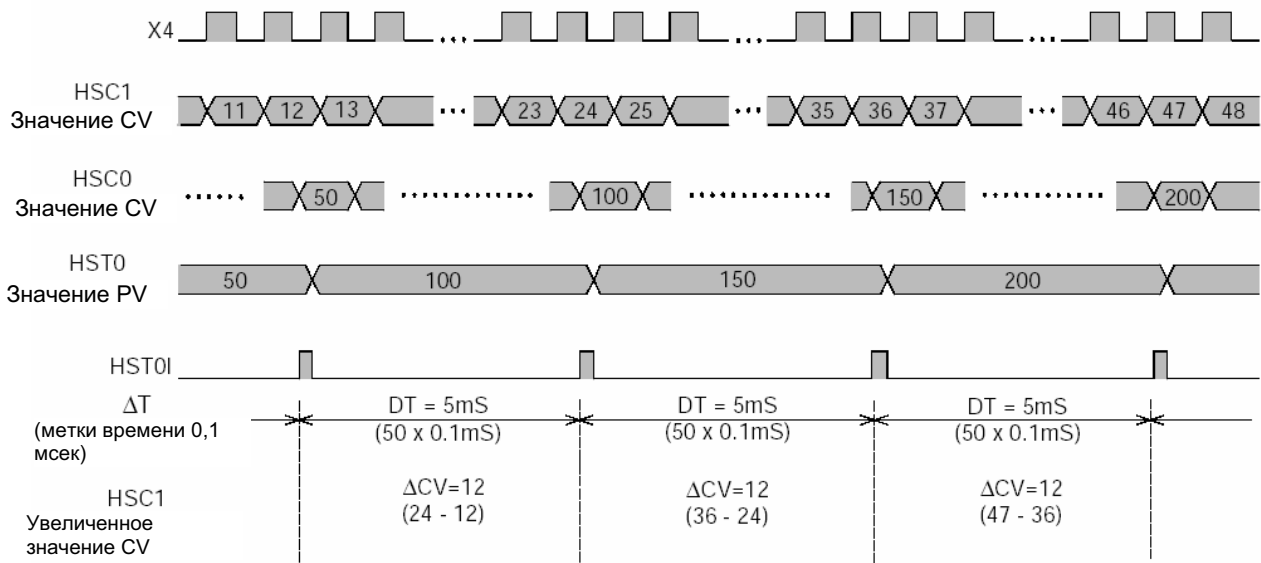 X4
HSC1
Значение CV
11 12 13 23 24 25 35 36 37 46 47 48
HSC0
Значение CV
50 100 150 200
HST0
Значение PV
50 100 150 200
HST0I
ΔT
(метки времени 0,1
мсек)
DT = 5mS DT = 5mS DT = 5mS
(50 x 0.1mS) (50 x 0.1mS) (50 x 0.1mS)
HSC1
Увеличенное
значение CV
ΔCV=12 ΔCV=12 ΔCV=12
(24 - 12) (36 - 24) (47 - 36)